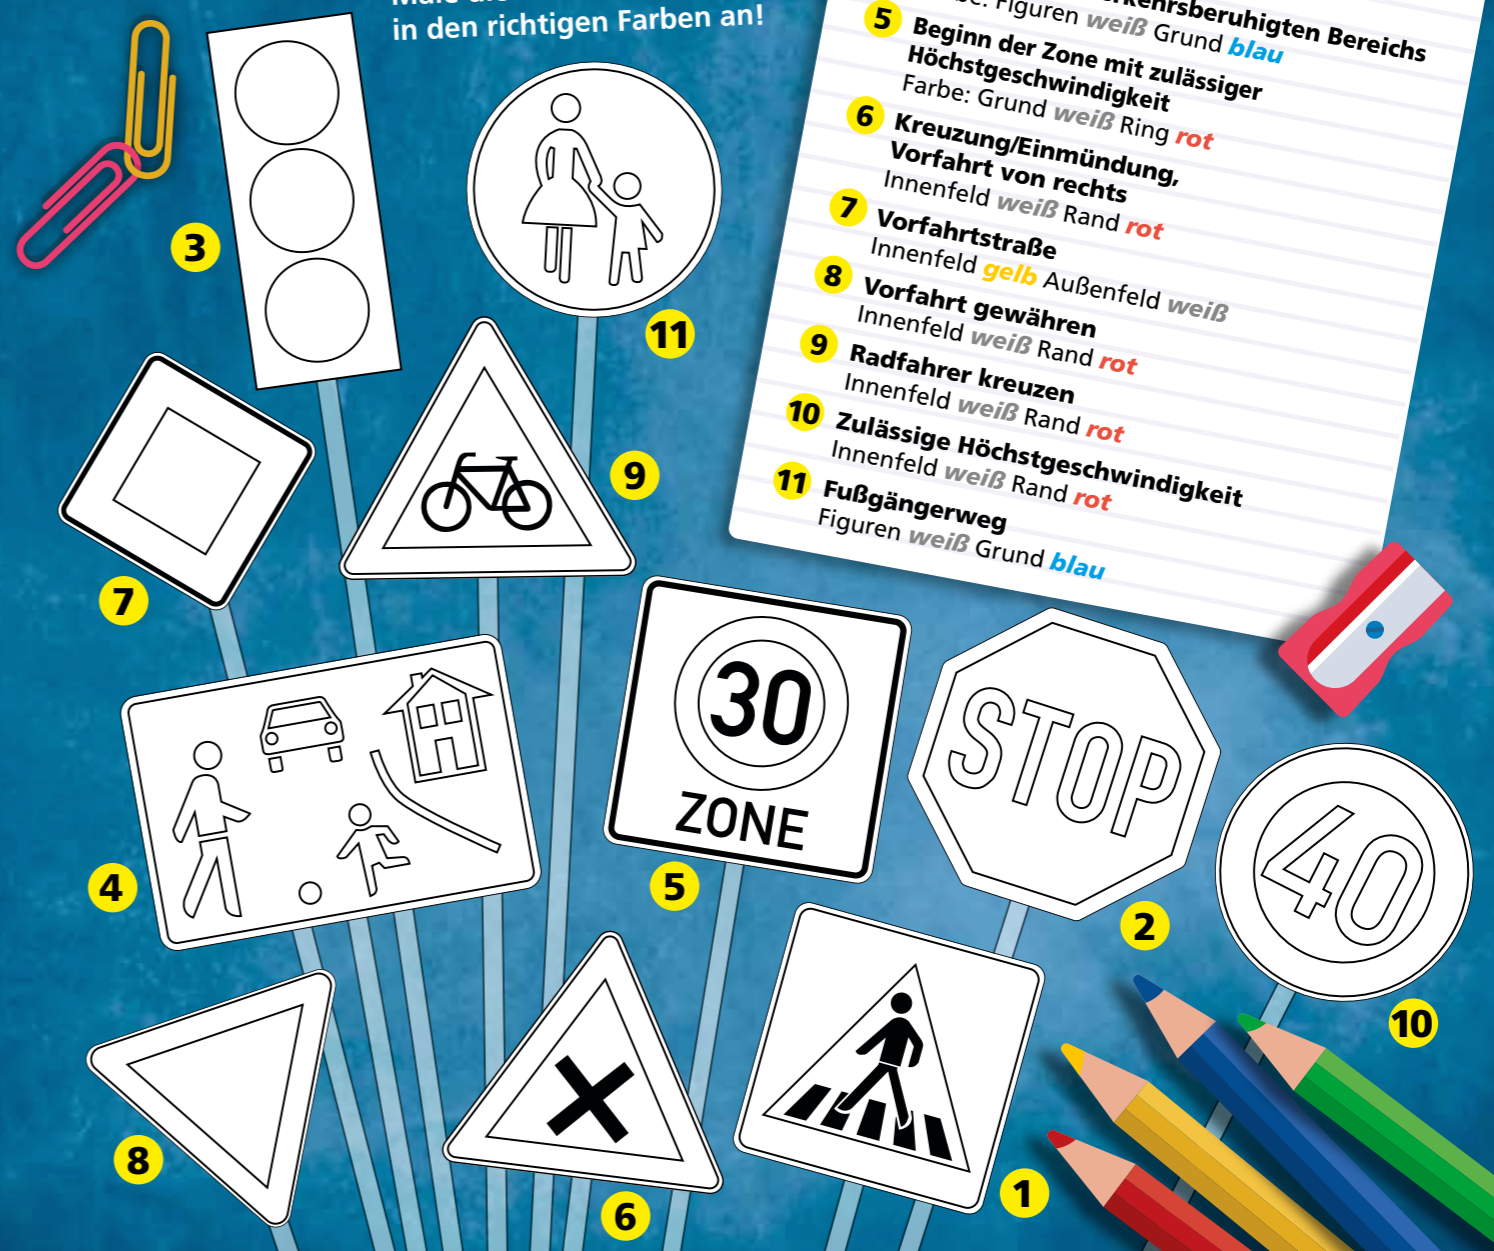 in den richtigen Farben an!
verkehrsberuhigten Bereichs
Figuren weiß Grund blau
5 Beginn der Zone mit zulässiger
Höchstgeschwindigkeit
Farbe: Grund weiß Ring rot
6 Kreuzung/Einmündung,
Vorfahrt von rechts
Innenfeld weiß Rand rot
7 Vorfahrtstraße
Innenfeld gelb Außenfeld weiß
8 Vorfahrt gewähren
Innenfeld weiß Rand rot
9 Radfahrer kreuzen
Innenfeld weiß Rand rot
10 Zulässige Höchstgeschwindigkeit
Innenfeld weiß Rand rot
11 Fußgängerweg
Figuren weiß Grund blau
3
11
9
7
30
ZONE
STOP
40
4
5
2
10
8
6
1